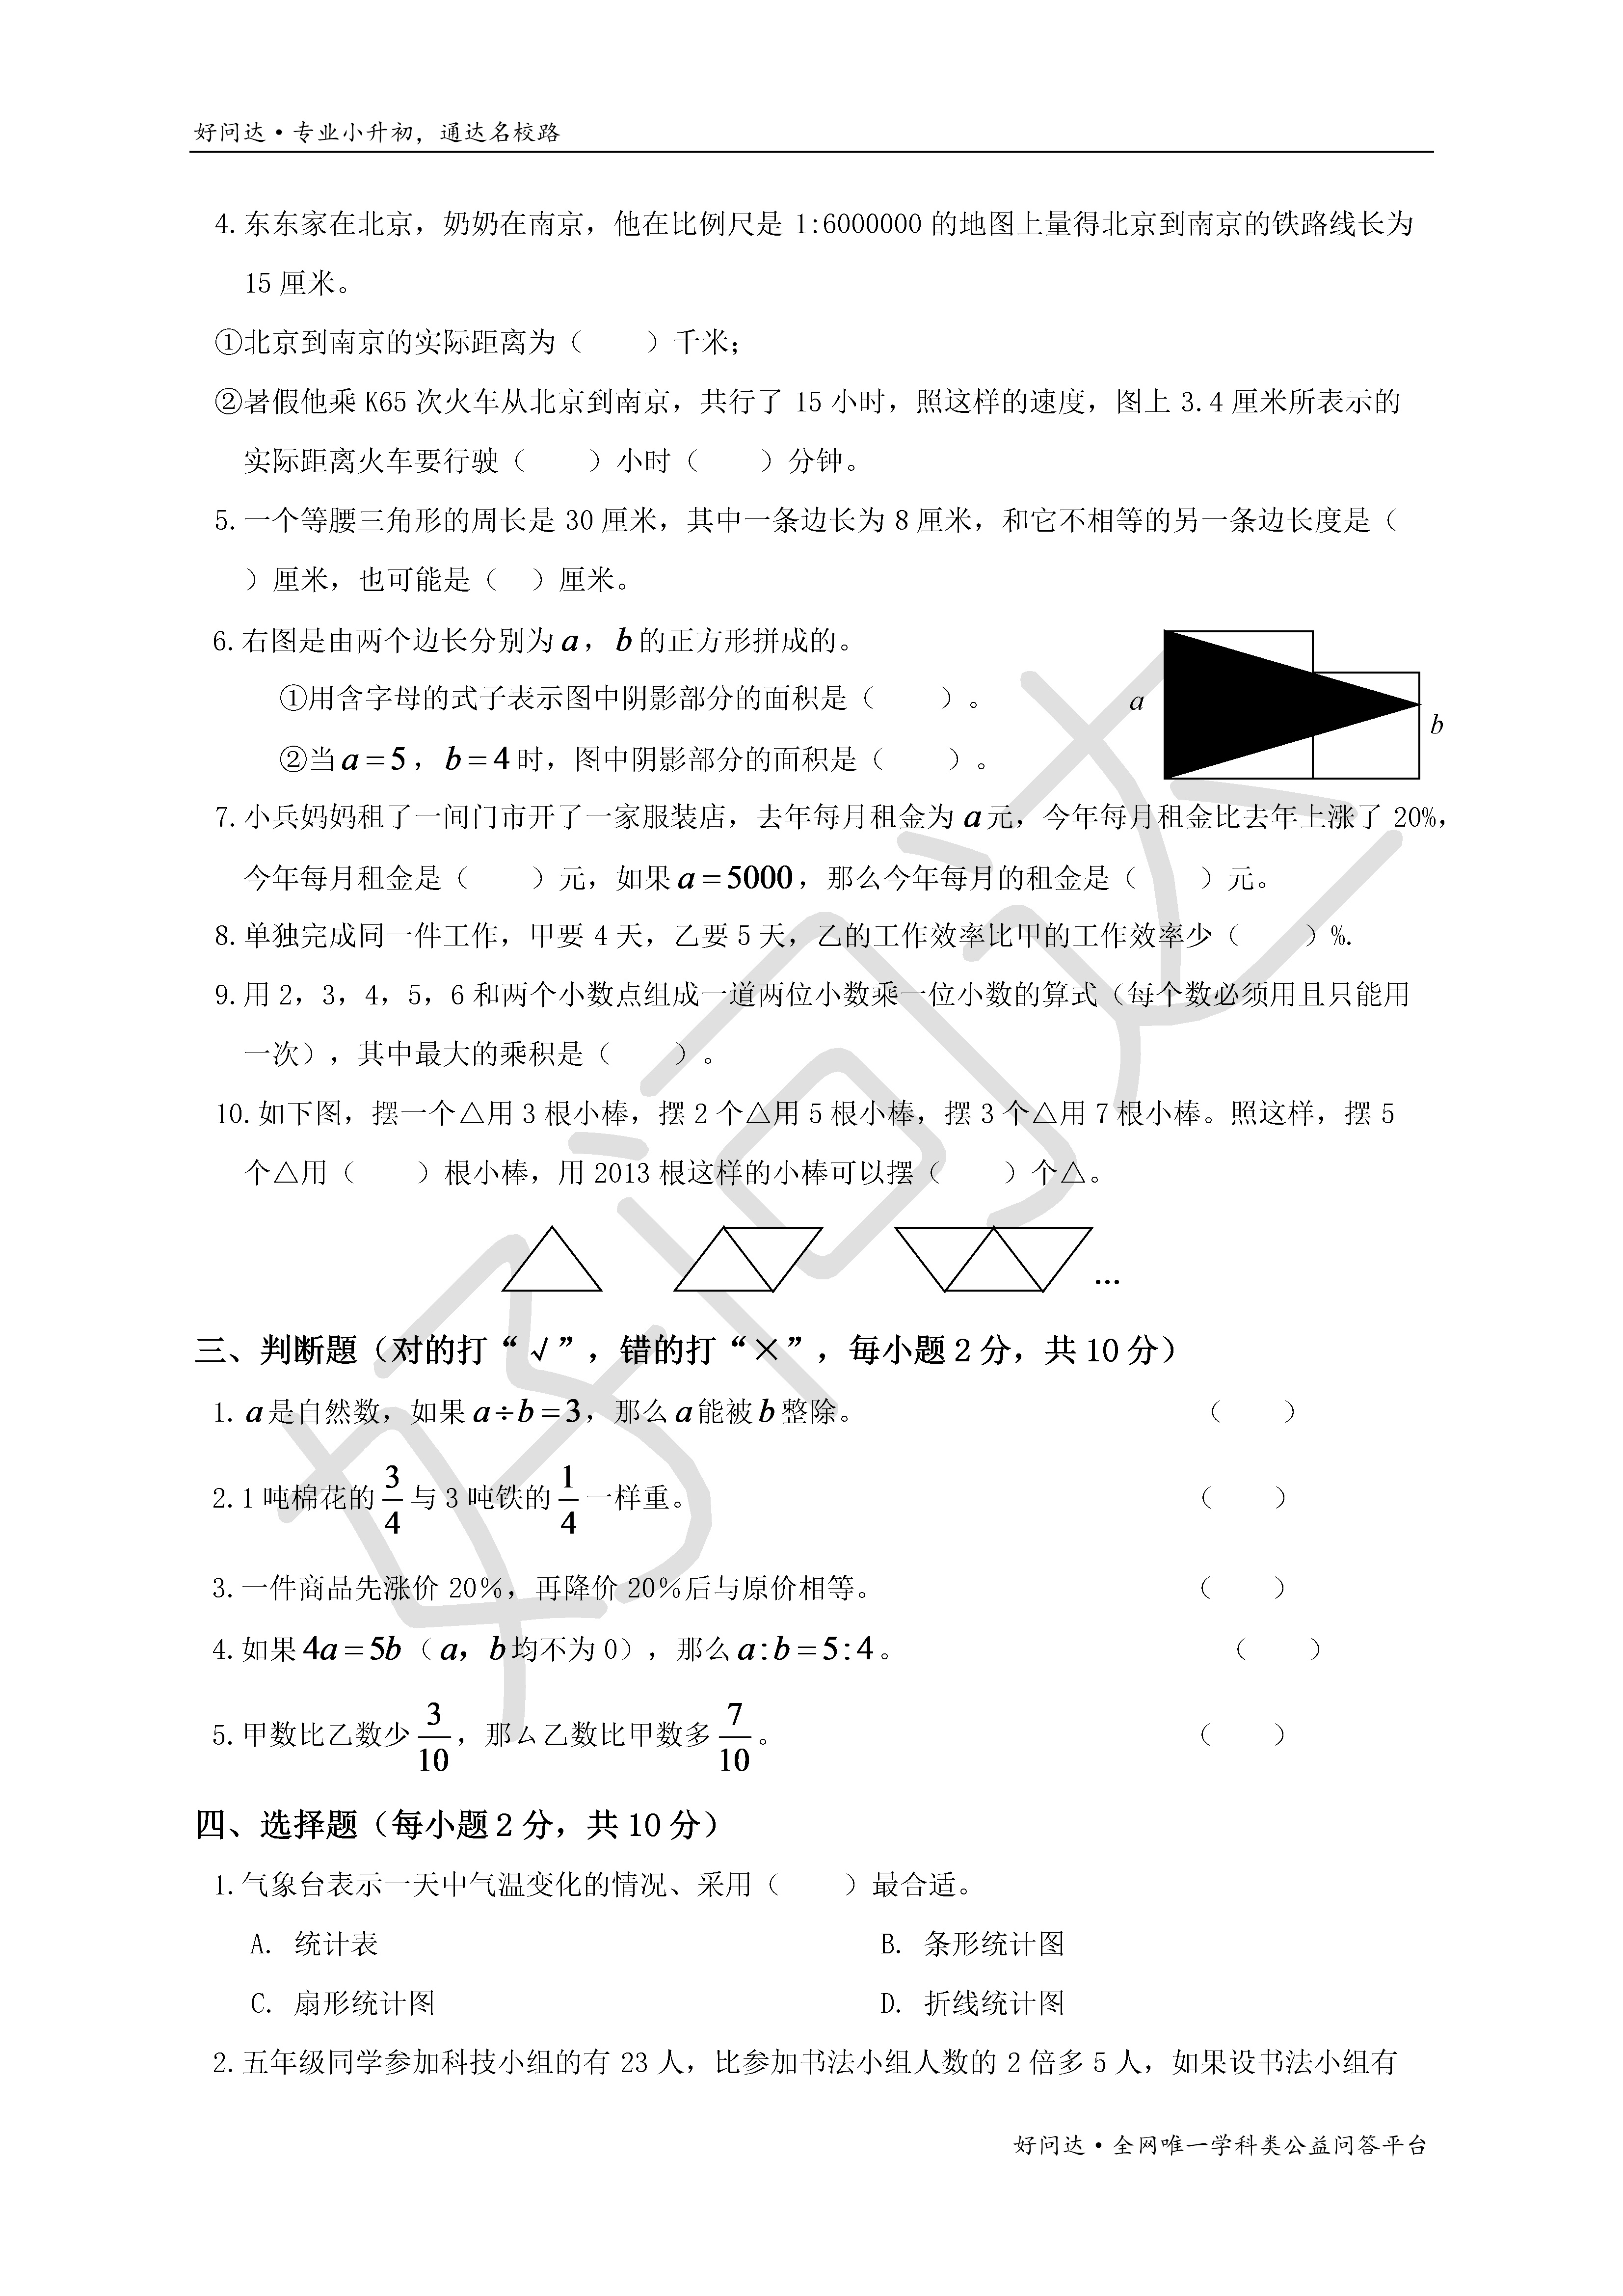 好问达·专业小升初，通达名校路
4.东东家在北京，奶奶在南京，他在比例尺是 1:6000000 的地图上量得北京到南京的铁路线长为
15 厘米。
①北京到南京的实际距离为（　　）千米；
②暑假他乘 K65 次火车从北京到南京，共行了 15 小时，照这样的速度，图上 3.4 厘米所表示的
实际距离火车要行驶（　　）小时（　　）分钟。
5.一个等腰三角形的周长是 30 厘米，其中一条边长为 8 厘米，和它不相等的另一条边长度是（
）厘米，也可能是（　）厘米。
6.右图是由两个边长分别为 a，b 的正方形拼成的。
①用含字母的式子表示图中阴影部分的面积是（　　）。
a
b
②当 a=5，b=4 时，图中阴影部分的面积是（　　）。
7.小兵妈妈租了一间门市开了一家服装店，去年每月租金为 a 元，今年每月租金比去年上涨了 20%，
今年每月租金是（　　）元，如果 a=5000，那么今年每月的租金是（　　）元。
8.单独完成同一件工作，甲要 4 天，乙要 5 天，乙的工作效率比甲的工作效率少（　　）%.
9.用 2，3，4，5，6 和两个小数点组成一道两位小数乘一位小数的算式（每个数必须用且只能用
一次），其中最大的乘积是（　　）。
10.如下图，摆一个△用 3 根小棒，摆 2 个△用 5 根小棒，摆 3 个△用 7 根小棒。照这样，摆 5
个△用（　　）根小棒，用 2013 根这样的小棒可以摆（　　）个△。
…
三、判断题（对的打“√”，错的打“×”，每小题 2 分，共 10 分）
1. a 是自然数，如果 a÷b=3，那么 a 能被 b 整除。（　　）
2.1 吨棉花的 3/4 与 3 吨铁的 1/4 一样重。（　　）
3.一件商品先涨价 20%，再降价 20%后与原价相等。（　　）
4.如果 4a=5b（a，b 均不为 0），那么 a:b=5:4。（　　）
5.甲数比乙数少 3/10，那么乙数比甲数多 7/10。（　　）
四、选择题（每小题 2 分，共 10 分）
1.气象台表示一天中气温变化的情况、采用（　　）最合适。
A. 统计表　　B. 条形统计图
C. 扇形统计图　　D. 折线统计图
2.五年级同学参加科技小组的有 23 人，比参加书法小组人数的 2 倍多 5 人，如果设书法小组有
好问达·全网唯一学科类公益问答平台
好问达